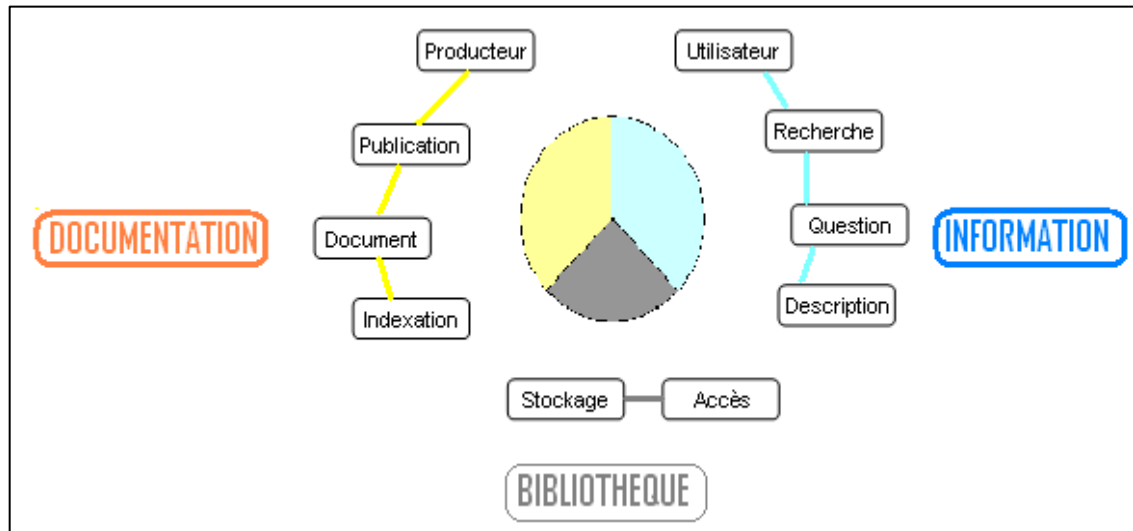 Producteur
Utilisateur
Publication
Recherche
DOCUMENTATION
Document
Question
INFORMATION
Indexation
Description
Stockage
Accès
BIBLIOTHEQUE